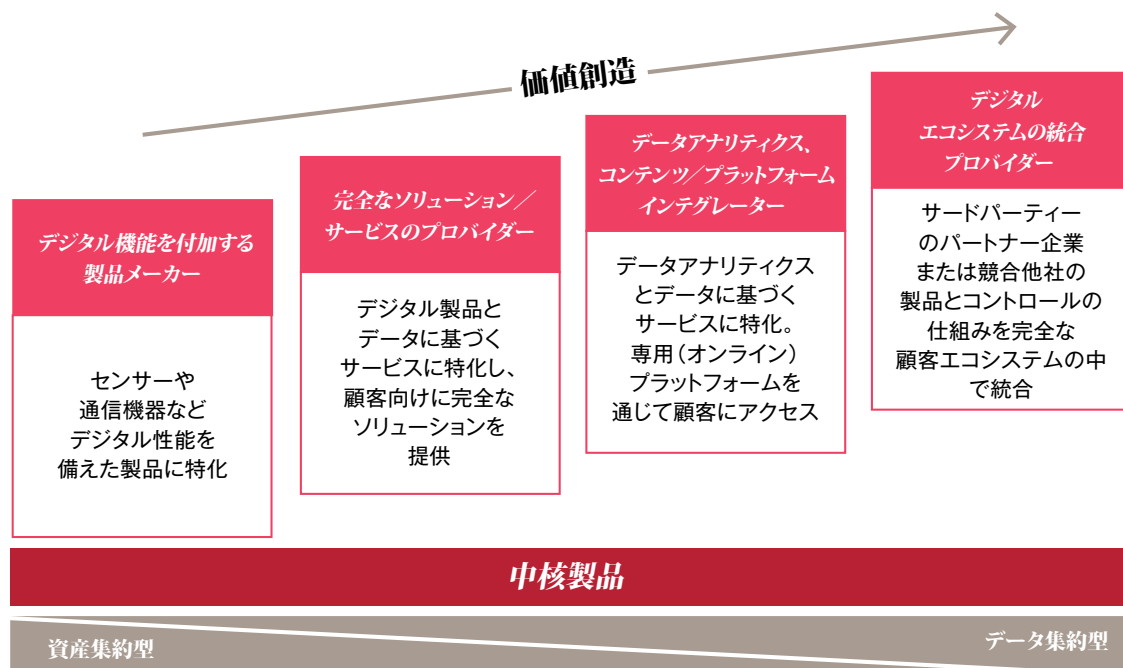 価値創造
デジタル機能を付加する
製品メーカー
センサーや
通信機器など
デジタル性能を
備えた製品に特化
完全なソリューション／
サービスのプロバイダー
デジタル製品と
データに基づく
サービスに特化し、
顧客向けに完全な
ソリューションを
提供
データアナリティクス、
コンテンツ／プラットフォーム
インテグレーター
データアナリティクス
とデータに基づく
サービスに特化。
専用（オンライン）
プラットフォームを
通じて顧客にアクセス
デジタル
エコシステムの統合
プロバイダー
サードパーティー
のパートナー企業
または競合他社の
製品とコントロールの
仕組みを完全な
顧客エコシステムの中
で統合
中核製品
資産集約型
データ集約型